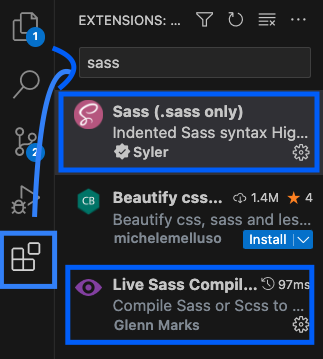 EXTENSIONS: ...
1
sass
Sass (.sass only)
Indented Sass syntax Hig...
Syler
2
CB
Beautify css...
1.4M
4
Beautify css, sass and les...
michelemelluso
Install
Live Sass Compil...
97ms
Compile Sass or Scss to ...
Glenn Marks